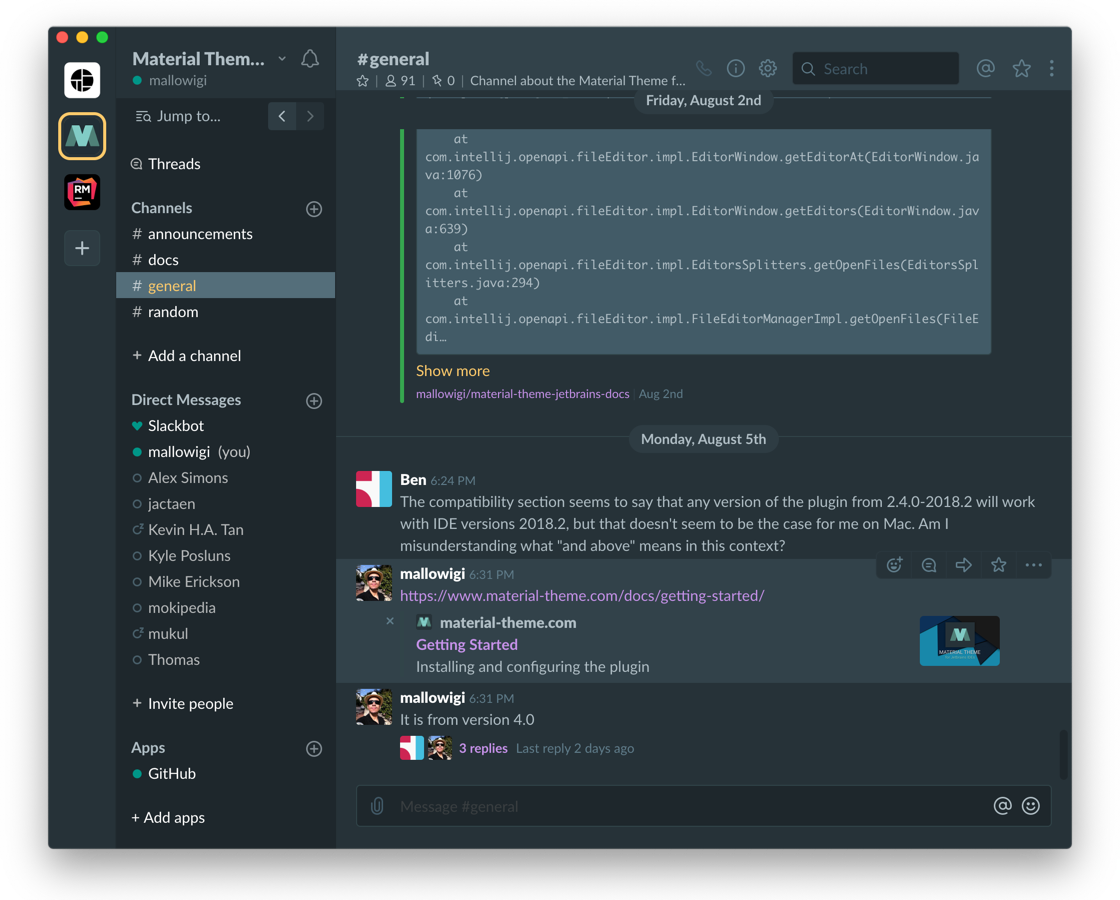 Material Them...
mallowigi
Jump to...
Threads
Channels
# announcements
# docs
# general
# random
+ Add a channel
Direct Messages
Slackbot
mallowigi (you)
Alex Simons
jactaen
Kevin H.A. Tan
Kyle Posluns
Mike Erickson
mokipedia
mukul
Thomas
+ Invite people
Apps
GitHub
+ Add apps
RM
#general
91 | 0 | Channel about the Material Theme f...
Search
Friday, August 2nd
at
com.intellij.openapi.fileEditor.impl.EditorWindow.getEditorAt(EditorWindow.ja
va:1076)
at
com.intellij.openapi.fileEditor.impl.EditorWindow.getEditors(EditorWindow.jav
a:639)
at
com.intellij.openapi.fileEditor.impl.EditorsSplitters.getOpenFiles(EditorsSpl
itters.java:294)
at
com.intellij.openapi.fileEditor.impl.FileEditorManagerImpl.getOpenFiles(FileE
di…
Show more
mallowigi/material-theme-jetbrains-docs | Aug 2nd
Monday, August 5th
Ben 6:24 PM
The compatibility section seems to say that any version of the plugin from 2.4.0-2018.2 will work
with IDE versions 2018.2, but that doesn't seem to be the case for me on Mac. Am I
misunderstanding what "and above" means in this context?
mallowigi 6:31 PM
https://www.material-theme.com/docs/getting-started/
material-theme.com
Getting Started
Installing and configuring the plugin
MATERIAL THEME
mallowigi 6:31 PM
It is from version 4.0
3 replies Last reply 2 days ago
Message #general